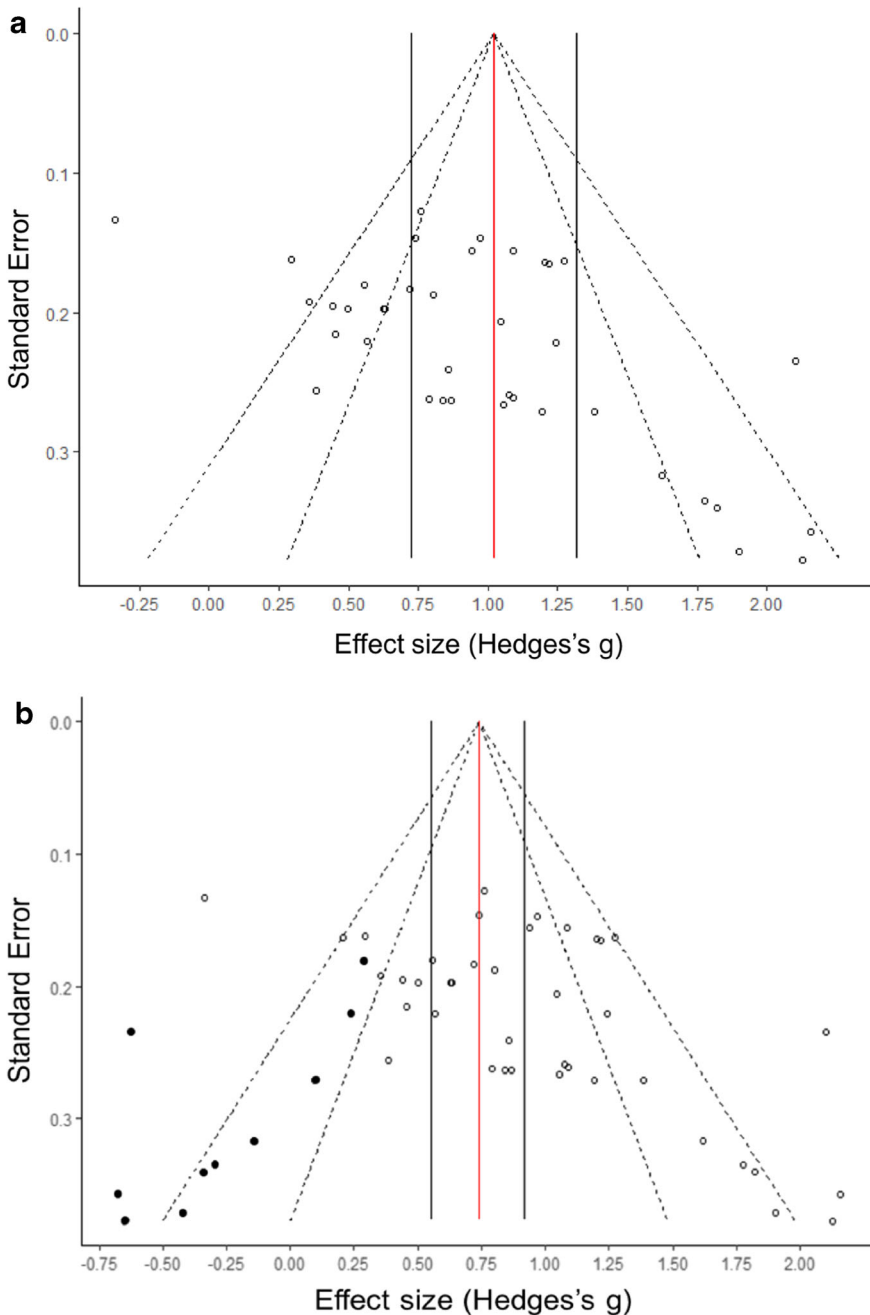 a
0.0
0.1
0.2
0.3
Standard Error
-0.25 0.00 0.25 0.50 0.75 1.00 1.25 1.50 1.75 2.00
Effect size (Hedges's g)
b
0.0
0.1
0.2
0.3
Standard Error
-0.75 -0.50 -0.25 0.00 0.25 0.50 0.75 1.00 1.25 1.50 1.75 2.00
Effect size (Hedges's g)